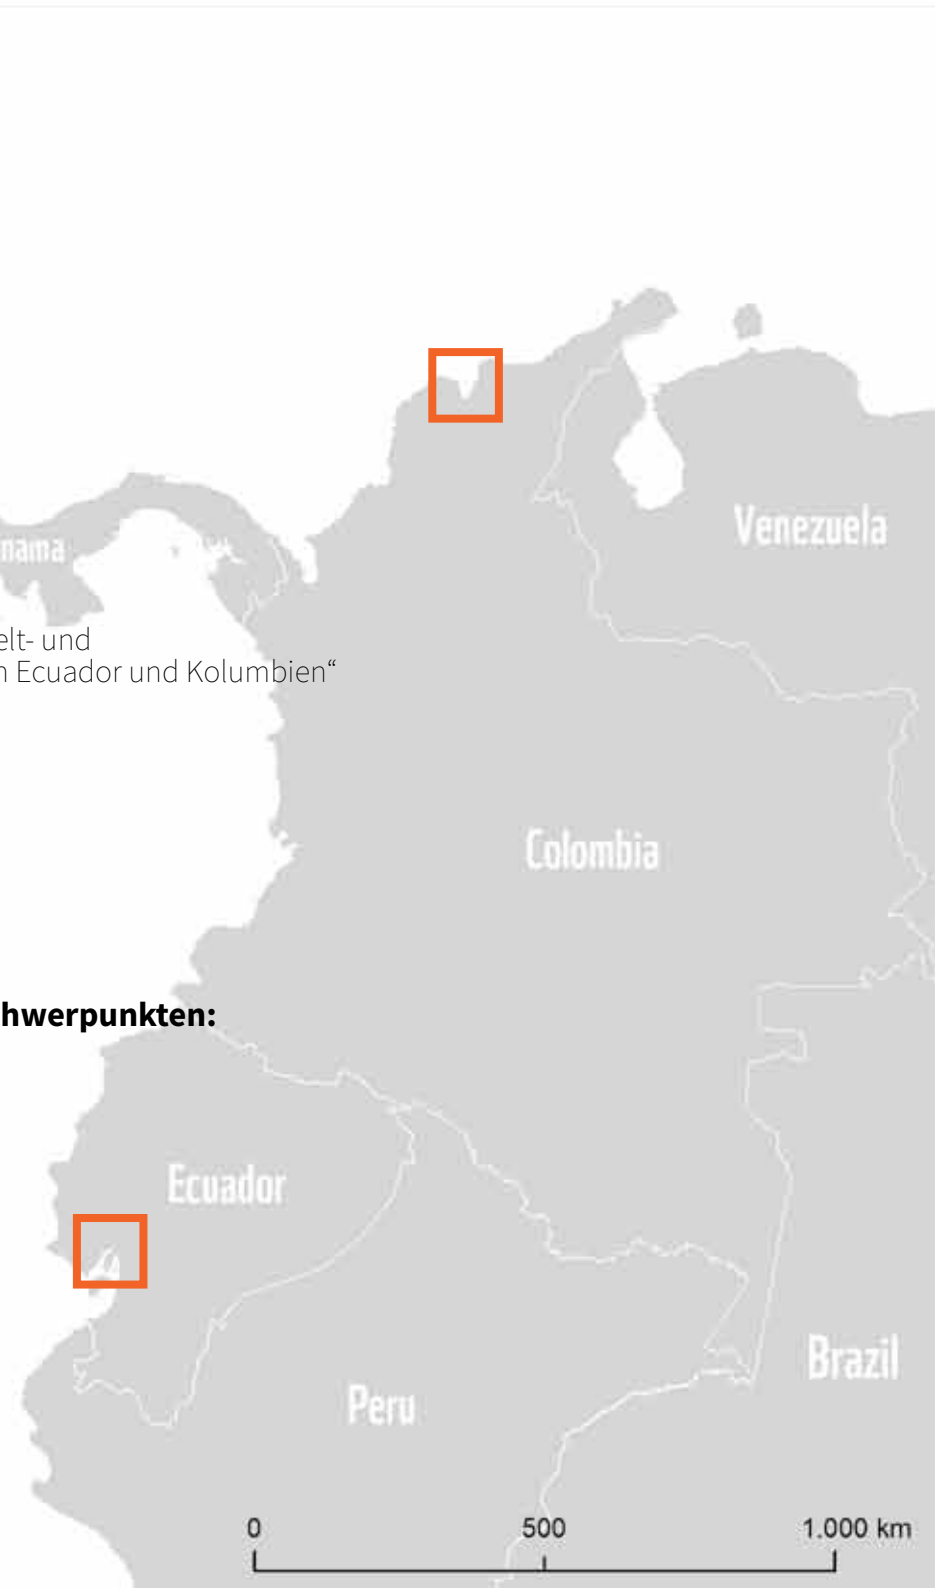 Venezuela
nama
elt- und
n Ecuador und Kolumbien“
Colombia
hwerpunkten:
Ecuador
Brazil
Peru
0 500 1.000 km